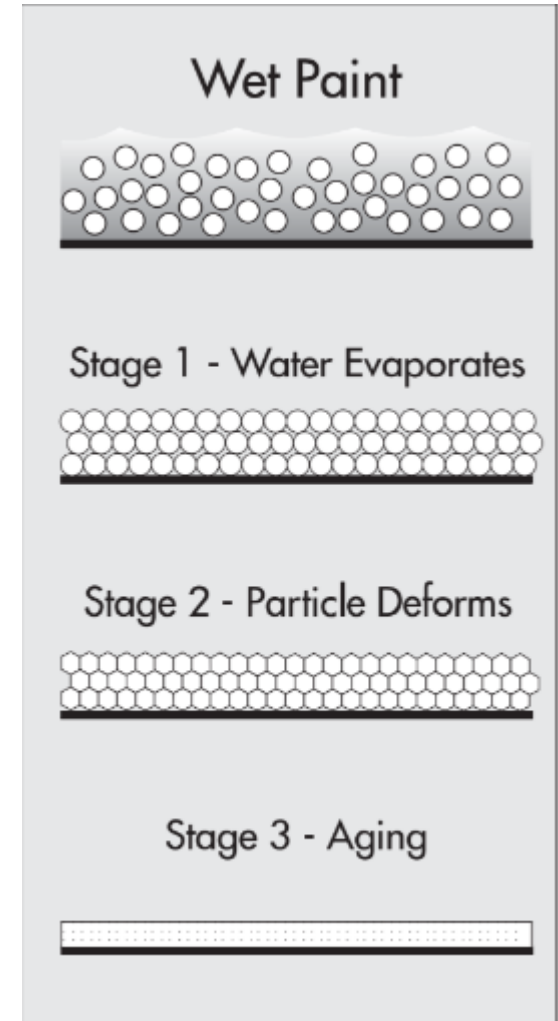 Wet Paint
Stage 1 - Water Evaporates
Stage 2 - Particle Deforms
Stage 3 - Aging